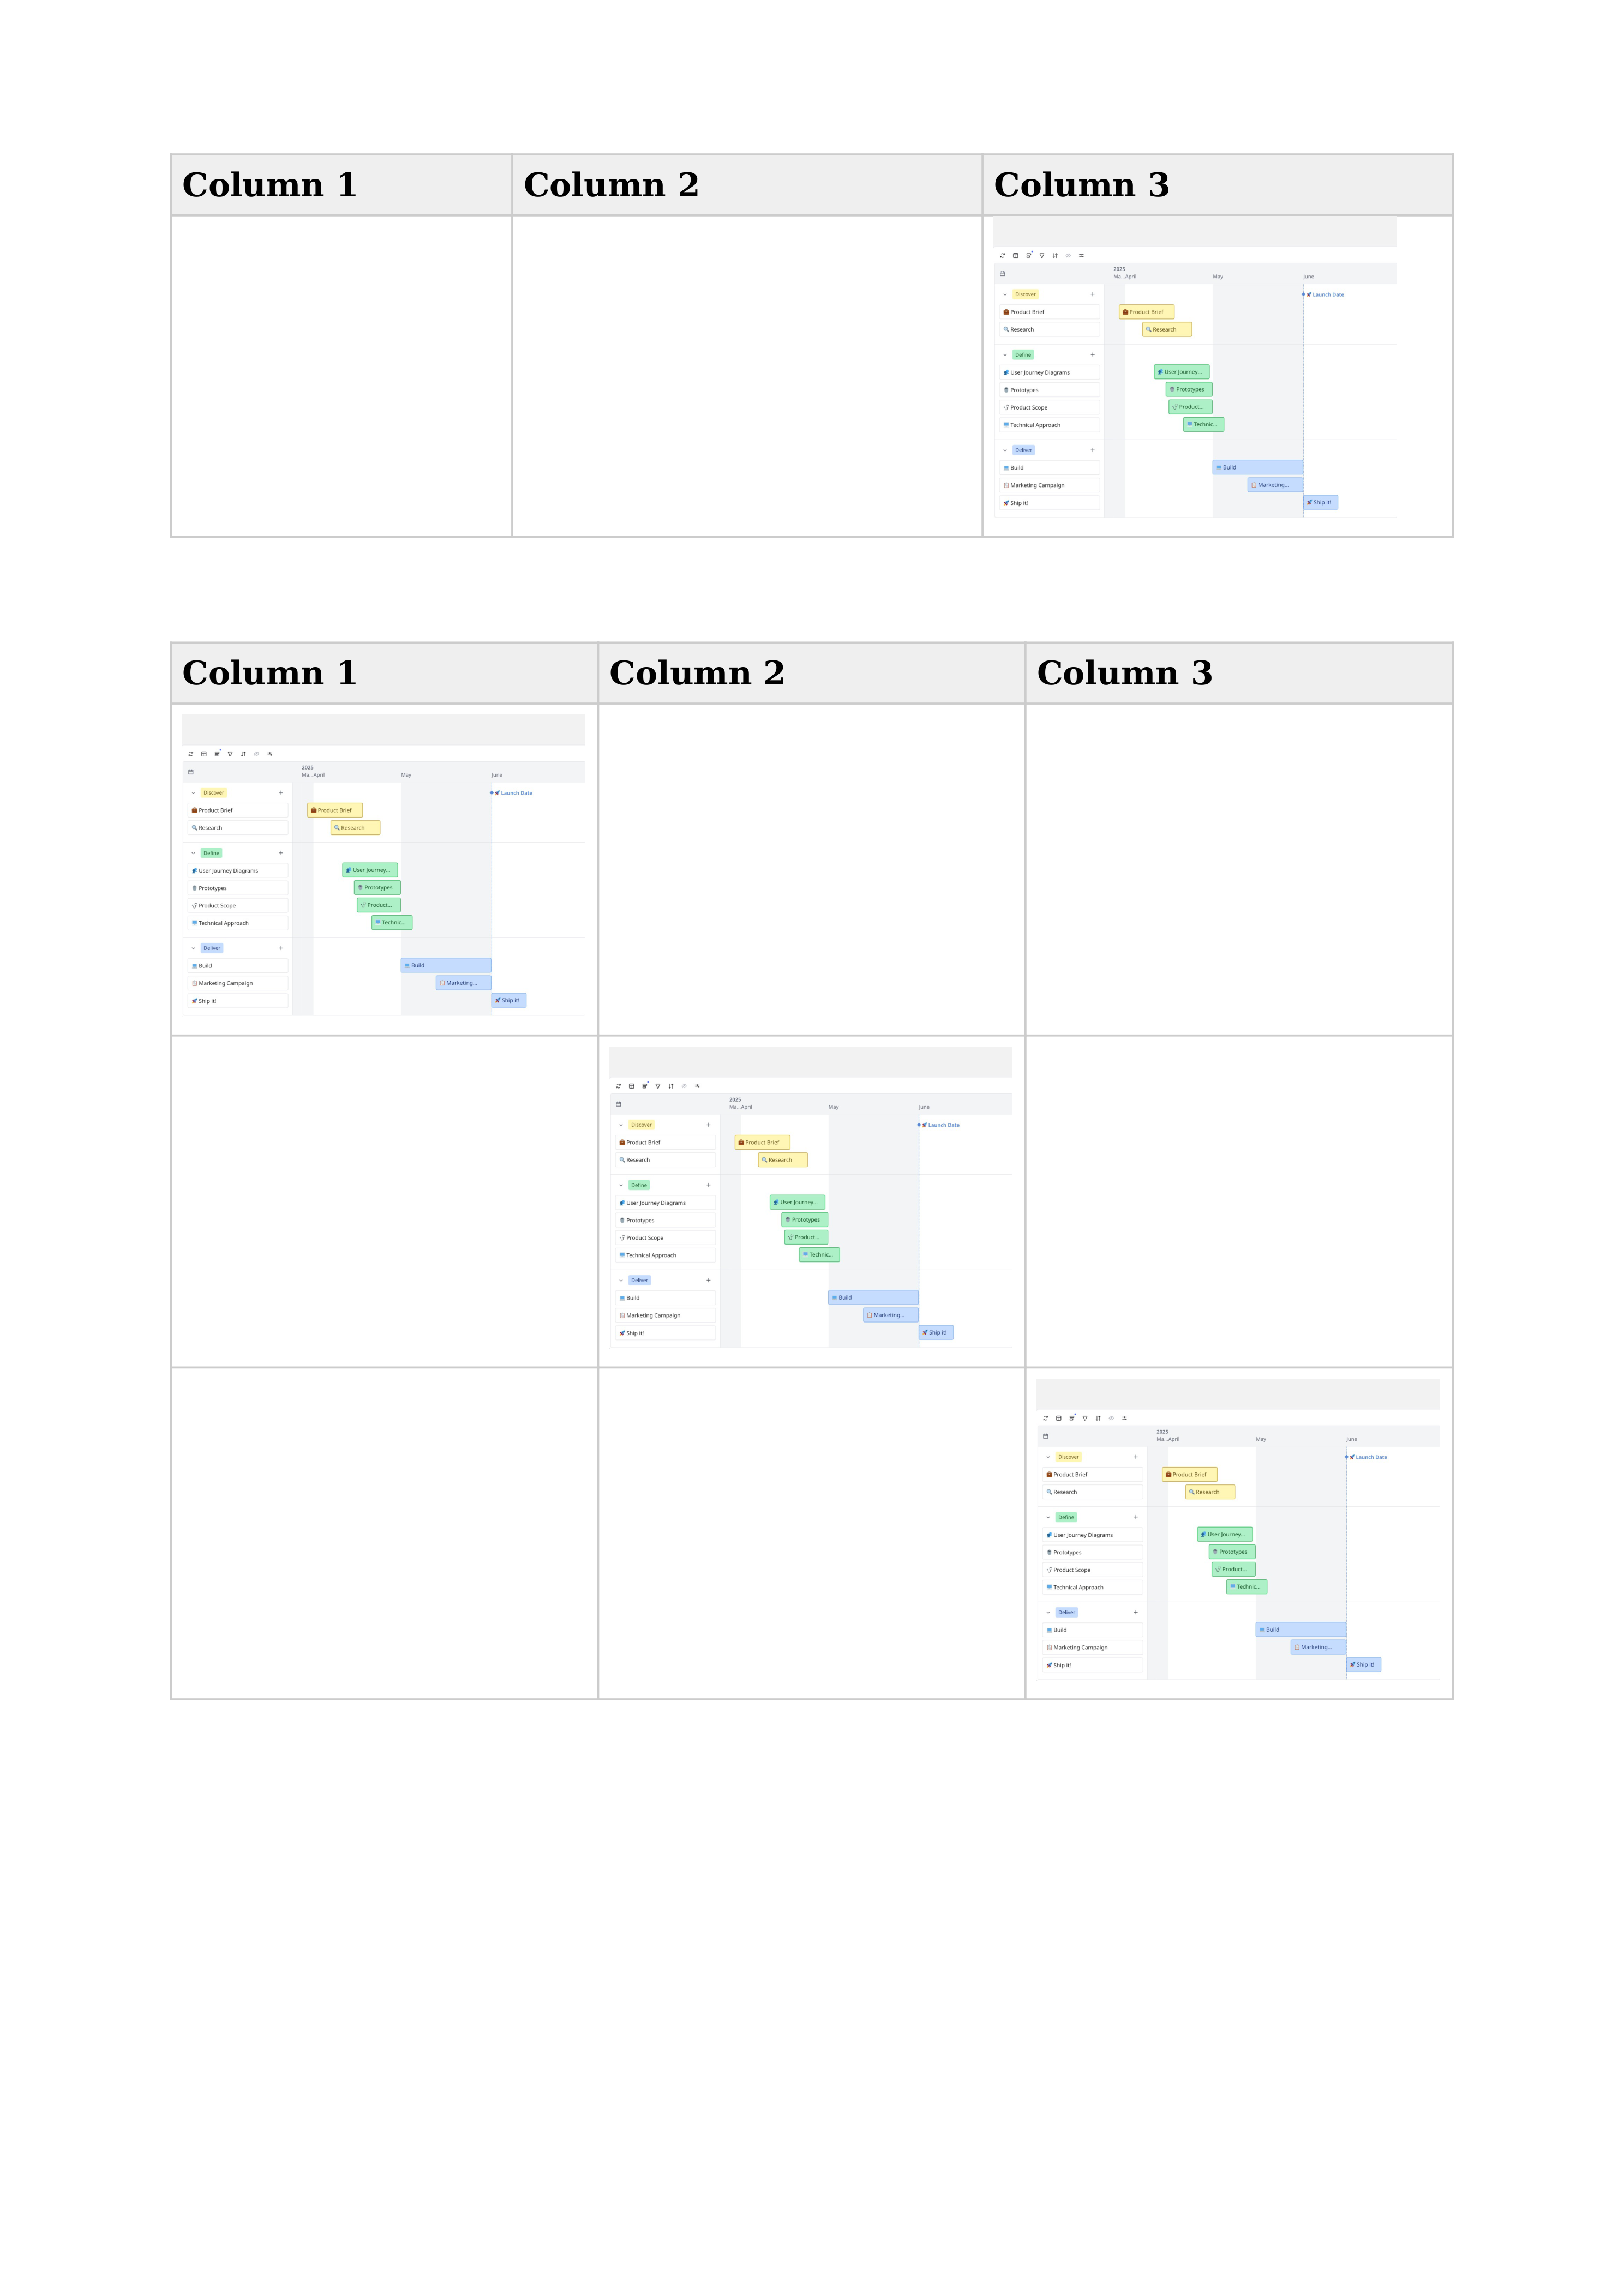 Column 1 Column 2 Column 3
2025
Ma... April May June
Discover 🚀 Launch Date
💼 Product Brief 💼 Product Brief
🔍 Research 🔍 Research
Define
User Journey Diagrams User Journey...
Prototypes Prototypes
Product Scope Product...
Technical Approach Technic...
Deliver
Build Build
📋 Marketing Campaign 📋 Marketing...
🚀 Ship it! 🚀 Ship it!
Column 1 Column 2 Column 3
2025
Ma... April May June
Discover 🚀 Launch Date
💼 Product Brief 💼 Product Brief
🔍 Research 🔍 Research
Define
User Journey Diagrams User Journey...
Prototypes Prototypes
Product Scope Product...
Technical Approach Technic...
Deliver
Build Build
📋 Marketing Campaign 📋 Marketing...
🚀 Ship it! 🚀 Ship it!
2025
Ma... April May June
Discover 🚀 Launch Date
💼 Product Brief 💼 Product Brief
🔍 Research 🔍 Research
Define
User Journey Diagrams User Journey...
Prototypes Prototypes
Product Scope Product...
Technical Approach Technic...
Deliver
Build Build
📋 Marketing Campaign 📋 Marketing...
🚀 Ship it! 🚀 Ship it!
2025
Ma... April May June
Discover 🚀 Launch Date
💼 Product Brief 💼 Product Brief
🔍 Research 🔍 Research
Define
User Journey Diagrams User Journey...
Prototypes Prototypes
Product Scope Product...
Technical Approach Technic...
Deliver
Build Build
📋 Marketing Campaign 📋 Marketing...
🚀 Ship it! 🚀 Ship it!